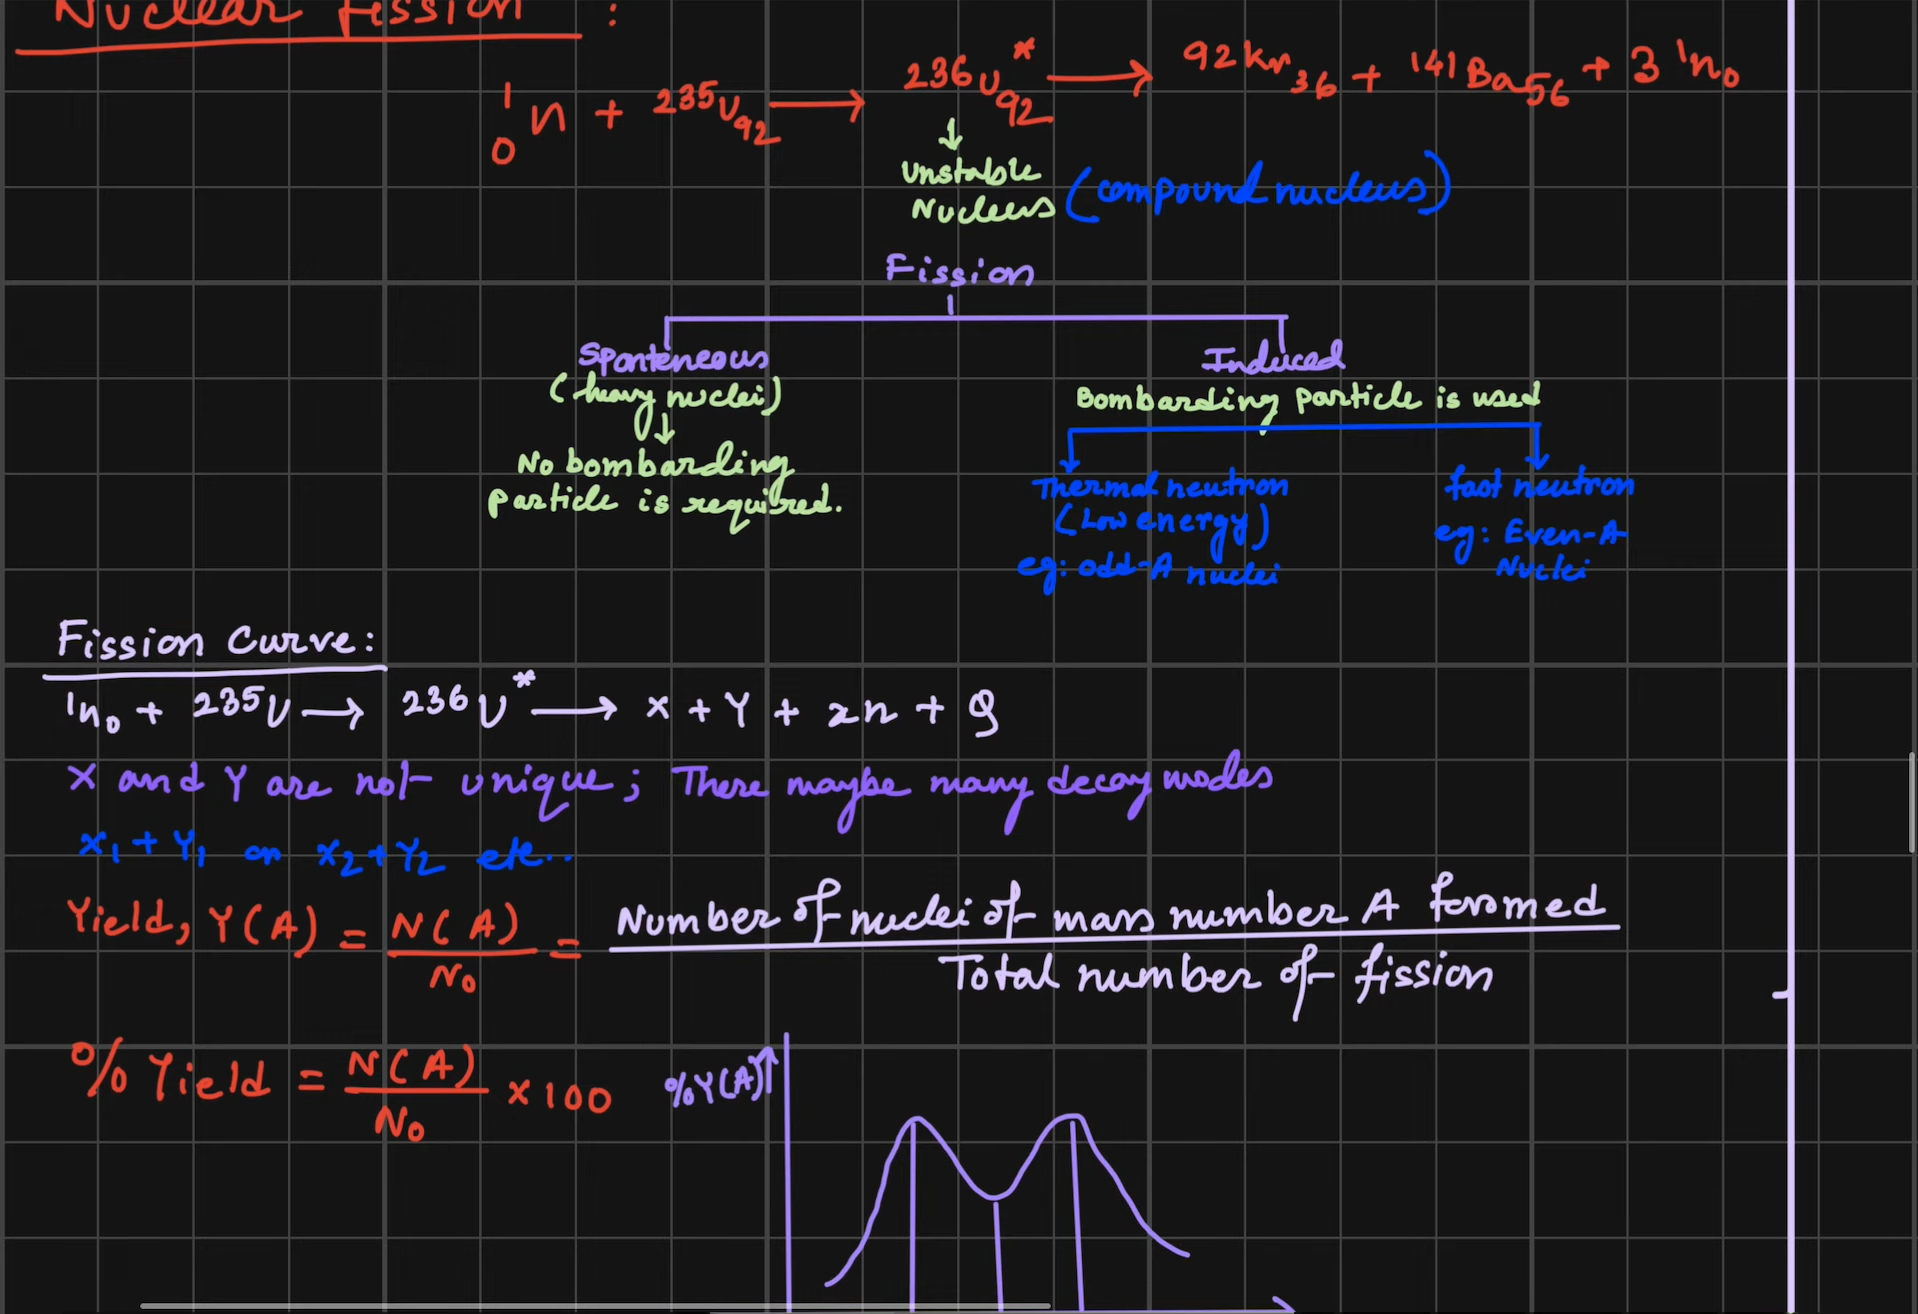 Nuclear Fission :
¹₀n + ²³⁵U₉₂ ⟶ ²³⁶U₉₂* ⟶ ⁹²Kr₃₆ + ¹⁴¹Ba₅₆ + 3 ¹n₀
↓
Unstable
Nucleus (compound nucleus)
Fission
Sponteneous
(heavy nuclei)
↓
No bombarding
particle is required.
Induced
Bombarding particle is used
Thermal neutron
(Low energy)
eg: odd-A nuclei
fast neutron
eg: Even-A
Nuclei
Fission Curve:
¹n₀ + ²³⁵U ⟶ ²³⁶U* ⟶ X + Y + xn + Q
X and Y are not unique; There maybe many decay modes
X₁ + Y₁ or X₂ + Y₂ etc..
Yield, Y(A) = N(A)/N₀ = Number of nuclei of mass number A formed / Total number of fission
% Yield = N(A)/N₀ × 100
%Y(A)↑